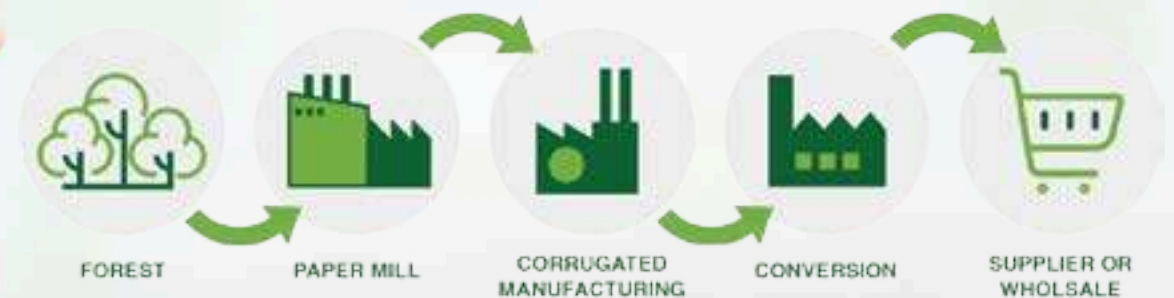 FOREST
PAPER MILL
CORRUGATED
MANUFACTURING
CONVERSION
SUPPLIER OR
WHOLSALE